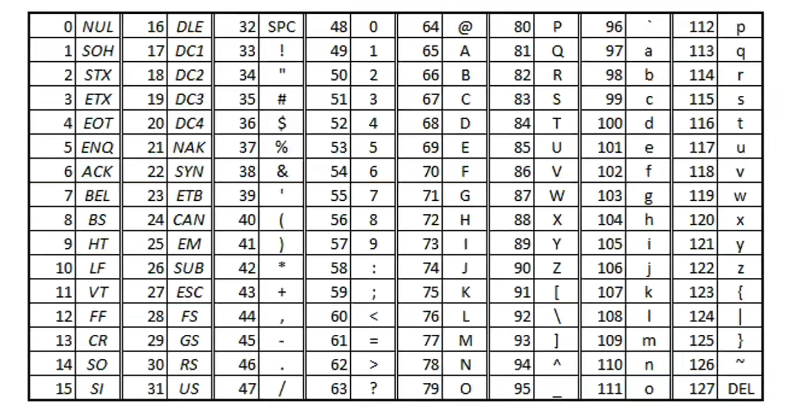 0 NUL 16 DLE 32 SPC 48 0 64 @ 80 P 96 ` 112 p
1 SOH 17 DC1 33 ! 49 1 65 A 81 Q 97 a 113 q
2 STX 18 DC2 34 " 50 2 66 B 82 R 98 b 114 r
3 ETX 19 DC3 35 # 51 3 67 C 83 S 99 c 115 s
4 EOT 20 DC4 36 $ 52 4 68 D 84 T 100 d 116 t
5 ENQ 21 NAK 37 % 53 5 69 E 85 U 101 e 117 u
6 ACK 22 SYN 38 & 54 6 70 F 86 V 102 f 118 v
7 BEL 23 ETB 39 ' 55 7 71 G 87 W 103 g 119 w
8 BS 24 CAN 40 ( 56 8 72 H 88 X 104 h 120 x
9 HT 25 EM 41 ) 57 9 73 I 89 Y 105 i 121 y
10 LF 26 SUB 42 * 58 : 74 J 90 Z 106 j 122 z
11 VT 27 ESC 43 + 59 ; 75 K 91 [ 107 k 123 {
12 FF 28 FS 44 , 60 < 76 L 92 \ 108 l 124 |
13 CR 29 GS 45 - 61 = 77 M 93 ] 109 m 125 }
14 SO 30 RS 46 . 62 > 78 N 94 ^ 110 n 126 ~
15 SI 31 US 47 / 63 ? 79 O 95 _ 111 o 127 DEL